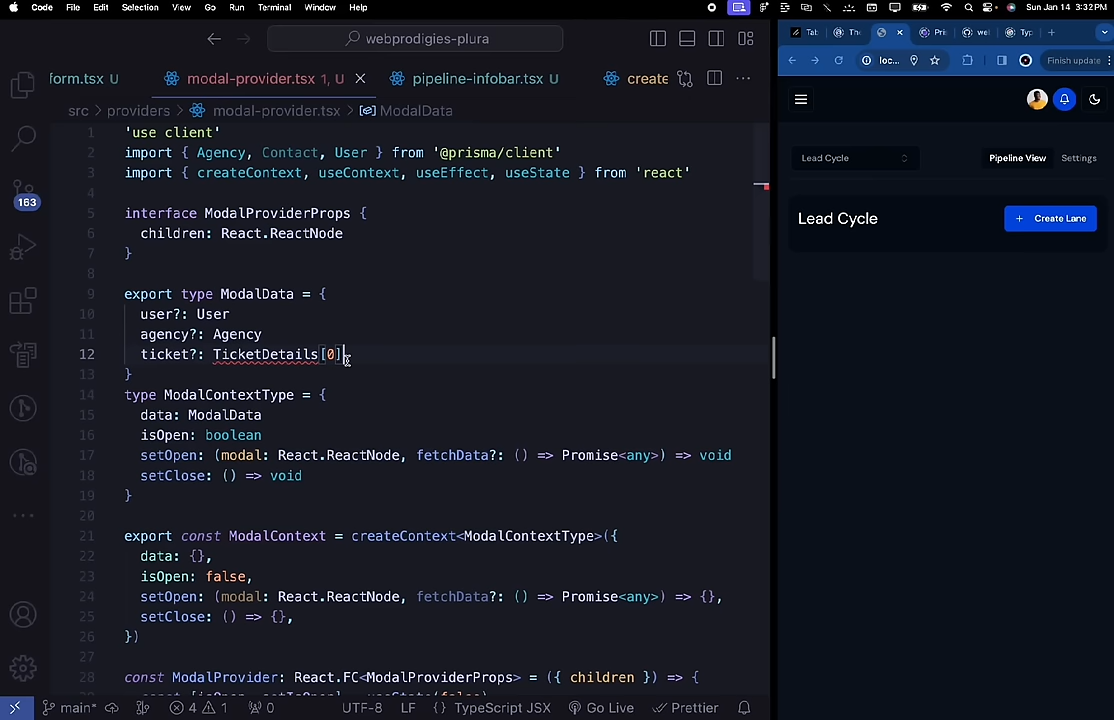 Code File Edit Selection View Go Run Terminal Window Help Sun Jan 14 3:32 PM
webprodigies-plura
form.tsx U modal-provider.tsx 1, U pipeline-infobar.tsx U create
src > providers > modal-provider.tsx > ModalData
1 'use client'
2 import { Agency, Contact, User } from '@prisma/client'
3 import { createContext, useContext, useEffect, useState } from 'react'
4
5 interface ModalProviderProps {
6 children: React.ReactNode
7 }
8
9 export type ModalData = {
10 user?: User
11 agency?: Agency
12 ticket?: TicketDetails[0]
13 }
14 type ModalContextType = {
15 data: ModalData
16 isOpen: boolean
17 setOpen: (modal: React.ReactNode, fetchData?: () => Promise<any>) => void
18 setClose: () => void
19 }
20
21 export const ModalContext = createContext<ModalContextType>({
22 data: {},
23 isOpen: false,
24 setOpen: (modal: React.ReactNode, fetchData?: () => Promise<any>) => {},
25 setClose: () => {},
26 })
27
28 const ModalProvider: React.FC<ModalProviderProps> = ({ children }) => {
163
main* 4 1 0 UTF-8 LF {} TypeScript JSX Go Live Prettier
Tab The Pri wel Typ
loc... Finish update
Lead Cycle Pipeline View Settings
Lead Cycle + Create Lane